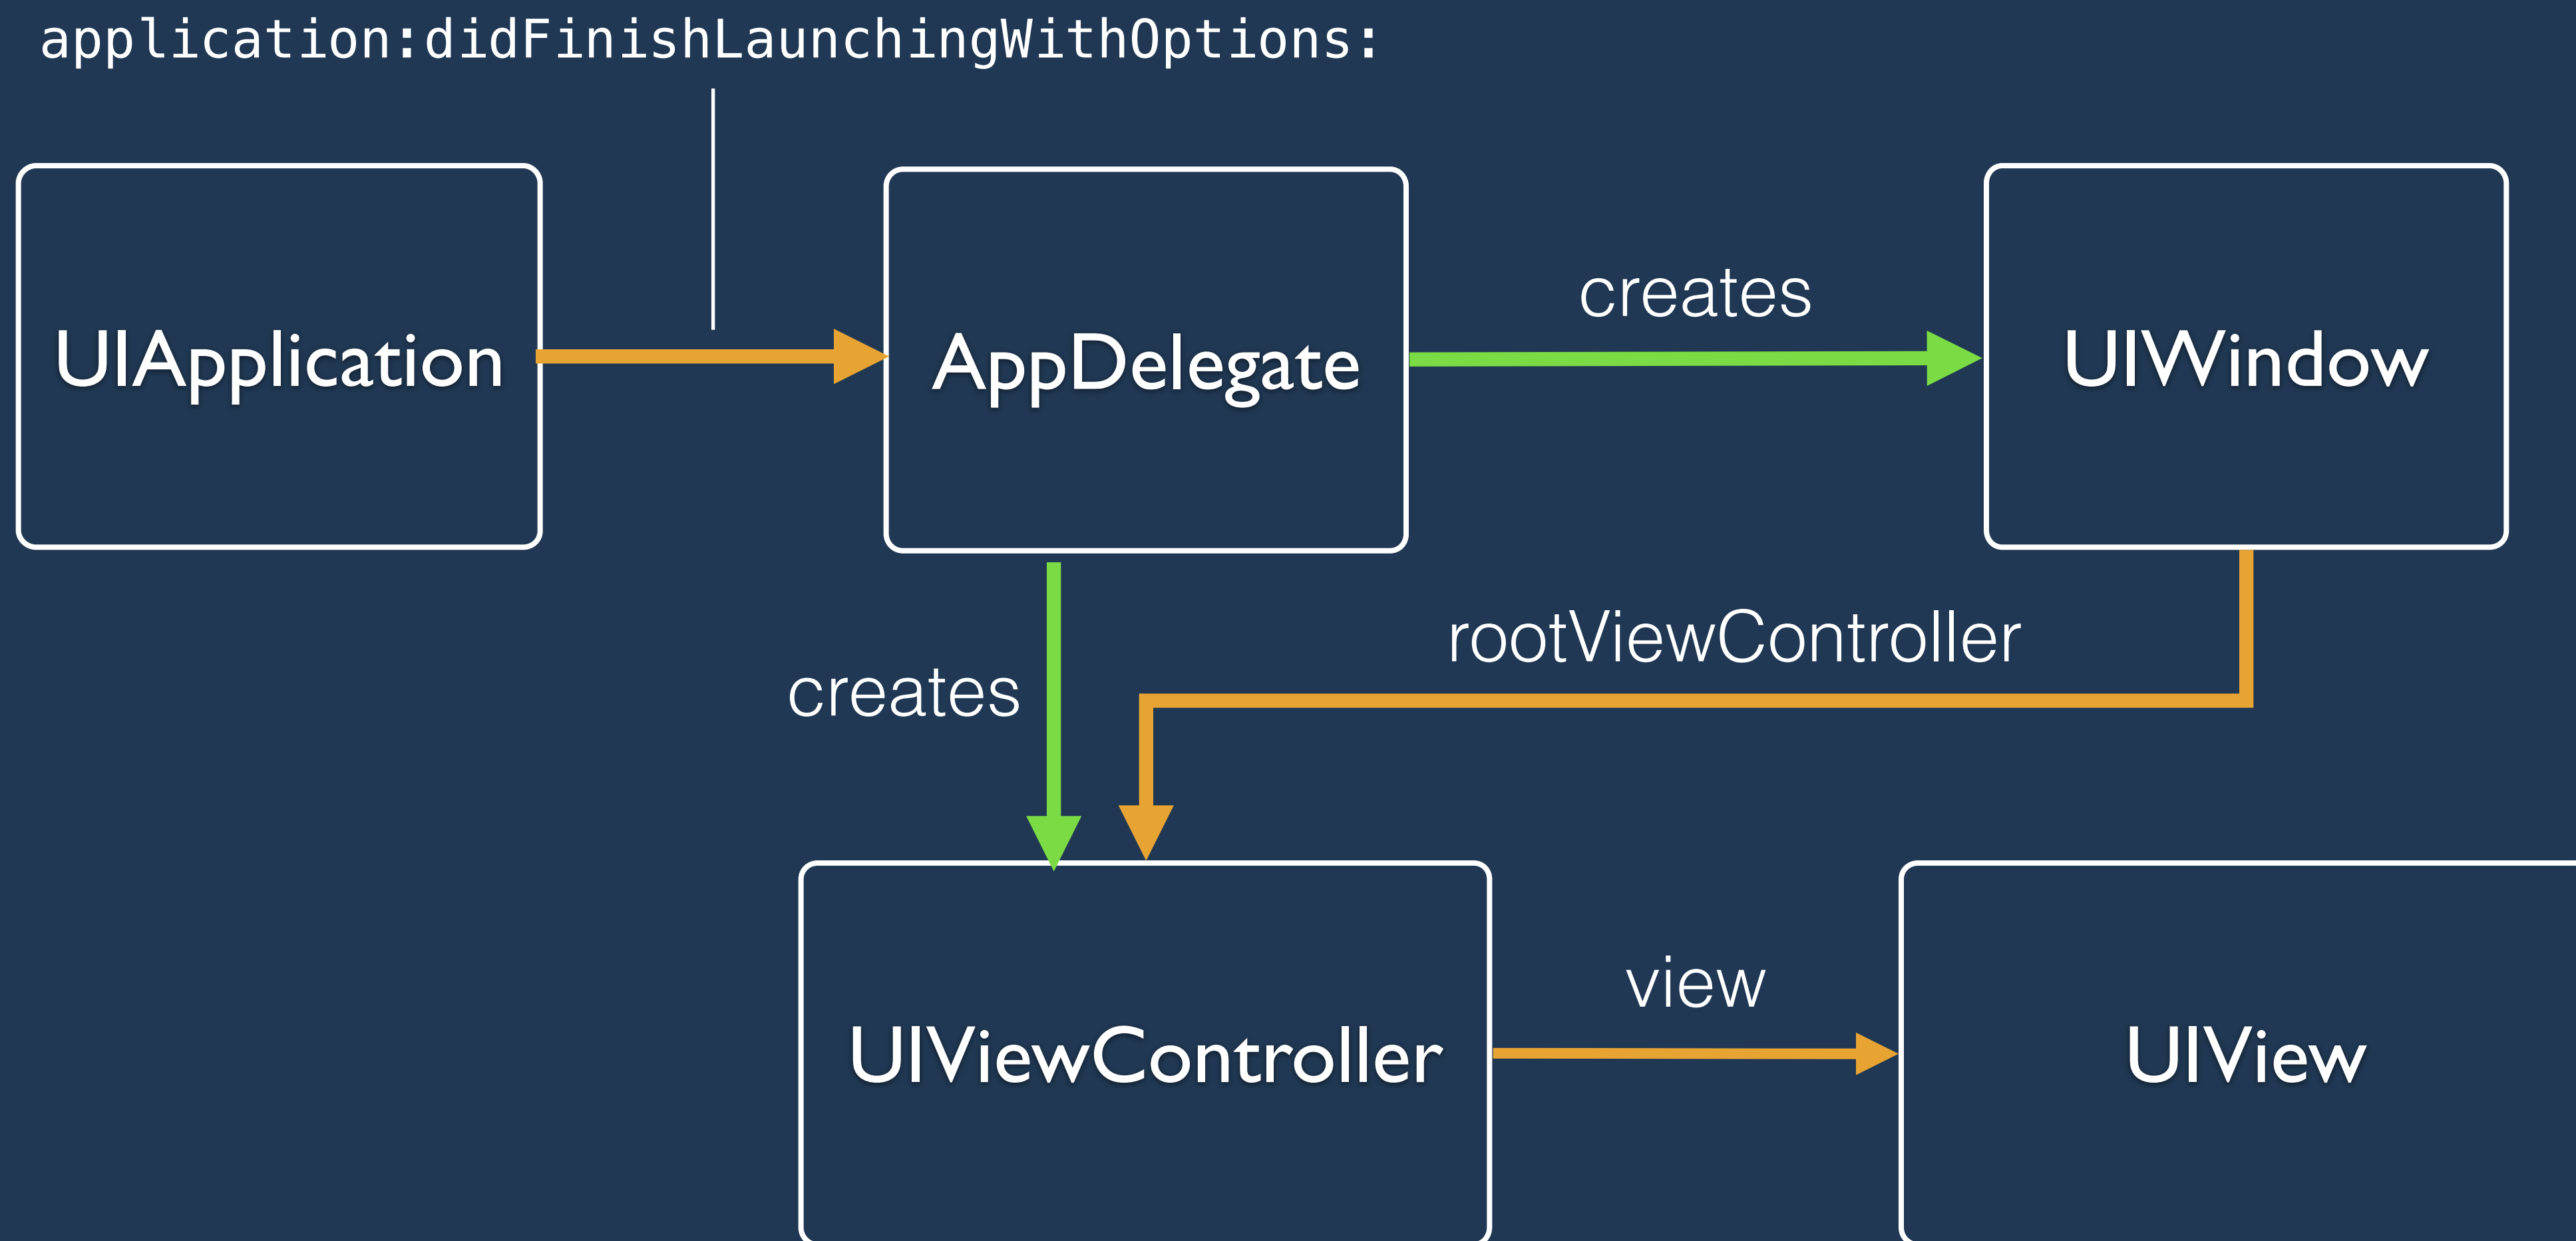 application:didFinishLaunchingWithOptions:
UIApplication
AppDelegate
creates
UIWindow
creates
rootViewController
UIViewController
view
UIView